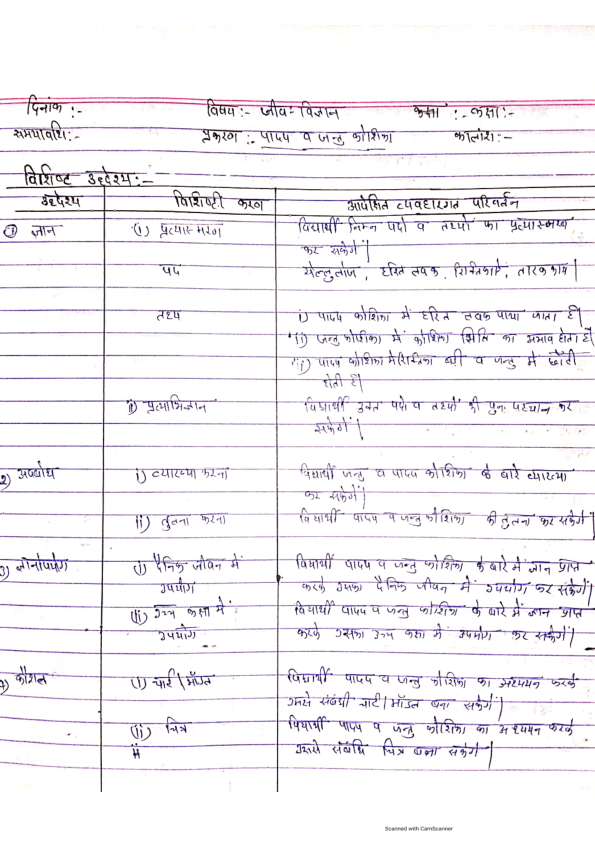 दिनांक :- विषय :- जीव-विज्ञान कक्षा :- कक्षा:-
समयावधि:- प्रकरण : पादप व जन्तु कोशिका कालांश:-
विशिष्ट उद्देश्य:-
उद्देश्य विशिष्टी करण अपेक्षित व्यवहारगत परिवर्तन
1) ज्ञान (i) प्रत्यास्मरण विद्यार्थी निम्न पदो व तथ्यों का प्रत्यास्मरण
कर सकेगें |
पद सेल्युलोज, हरित लवक, रिक्तिकाएँ, तारककाय |
तथ्य i) पादप कोशिका में हरित लवक पाया जाता है |
ii) जन्तु कोशिका में कोशिका भित्ति का अभाव होता है
iii) पादप कोशिका में रिक्तिका बड़ी व जन्तु में छोटी
होती है |
ii) प्रत्याभिज्ञान विद्यार्थी उक्त पदो व तथ्यों की पुनः पहचान कर
सकेगें |
2) अवबोध i) व्याख्या करना विद्यार्थी जन्तु व पादप कोशिका के बारे व्याख्या
कर सकेगें |
ii) तुलना करना विद्यार्थी पादप व जन्तु कोशिका की तुलना कर सकेगें |
3) ज्ञानोपयोग (i) दैनिक जीवन में विद्यार्थी पादप व जन्तु कोशिका के बारे में ज्ञान प्राप्त
उपयोग करके उसका दैनिक जीवन में उपयोग कर सकेगें |
(ii) उच्च कक्षा में विद्यार्थी पादप व जन्तु कोशिका के बारे में ज्ञान प्राप्त
उपयोग करके उसका उच्च कक्षा में उपयोग कर सकेगें |
4) कौशल (i) चार्ट | मॉडल विद्यार्थी पादप व जन्तु कोशिका का अध्ययन करके
उससे संबंधी चार्ट | मॉडल बना सकेगें |
(ii) चित्र विद्यार्थी पादप व जन्तु कोशिका का अध्ययन करके
ii उससे संबंधि चित्र बना सकेगें |
Scanned with CamScanner